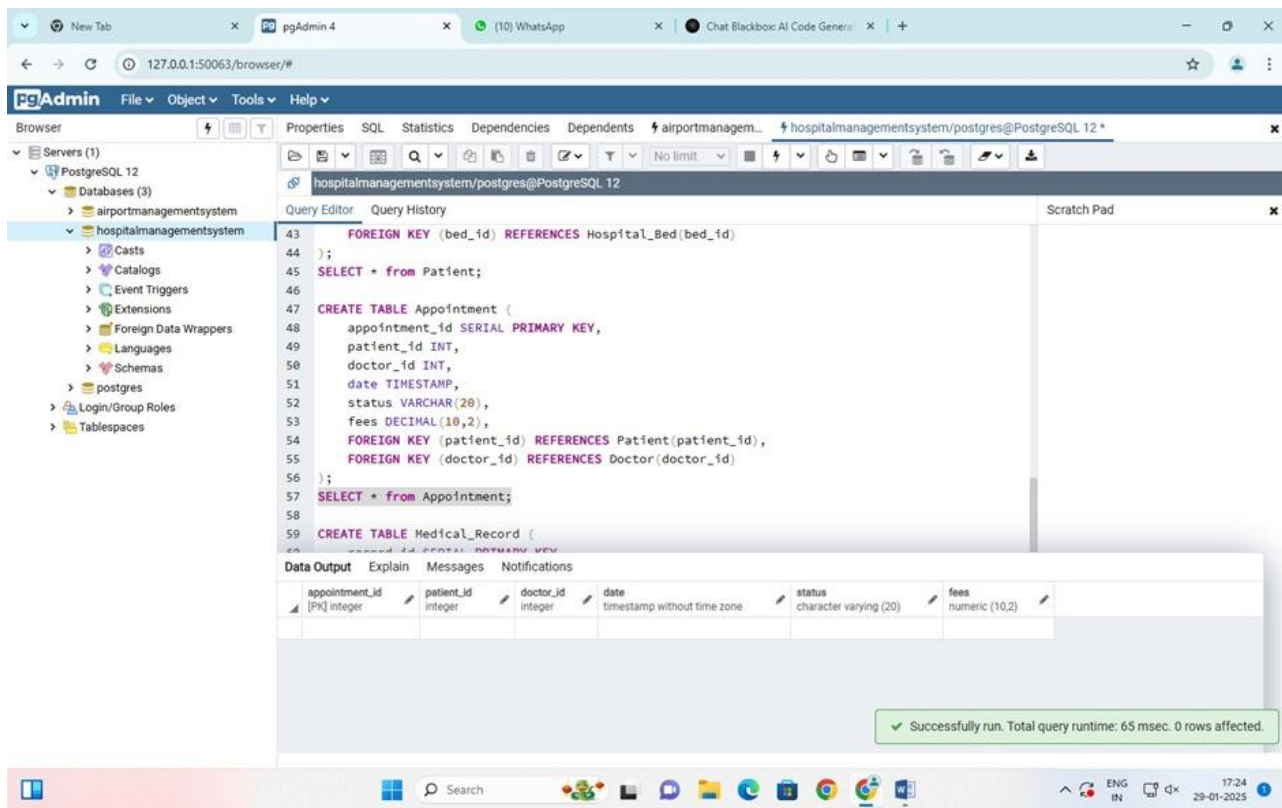 New Tab
pgAdmin 4
(10) WhatsApp
Chat Blackbox: AI Code Genera
127.0.0.1:50063/browser/#
pgAdmin File Object Tools Help
Browser
Properties SQL Statistics Dependencies Dependents airportmanagem... hospitalmanagementsystem/postgres@PostgreSQL 12 *
Servers (1)
No limit
PostgreSQL 12
hospitalmanagementsystem/postgres@PostgreSQL 12
Databases (3)
airportmanagementsystem
hospitalmanagementsystem
Casts
Catalogs
Event Triggers
Extensions
Foreign Data Wrappers
Languages
Schemas
postgres
Login/Group Roles
Tablespaces
Query Editor Query History
Scratch Pad
43 FOREIGN KEY (bed_id) REFERENCES Hospital_Bed(bed_id)
44 );
45 SELECT * from Patient;
46
47 CREATE TABLE Appointment (
48 appointment_id SERIAL PRIMARY KEY,
49 patient_id INT,
50 doctor_id INT,
51 date TIMESTAMP,
52 status VARCHAR(20),
53 fees DECIMAL(10,2),
54 FOREIGN KEY (patient_id) REFERENCES Patient(patient_id),
55 FOREIGN KEY (doctor_id) REFERENCES Doctor(doctor_id)
56 );
57 SELECT * from Appointment;
58
59 CREATE TABLE Medical_Record (
Data Output Explain Messages Notifications
appointment_id patient_id doctor_id date status fees
[PK] integer integer integer timestamp without time zone character varying (20) numeric (10,2)
Successfully run. Total query runtime: 65 msec. 0 rows affected.
Search
ENG
IN
17:24
29-01-2025